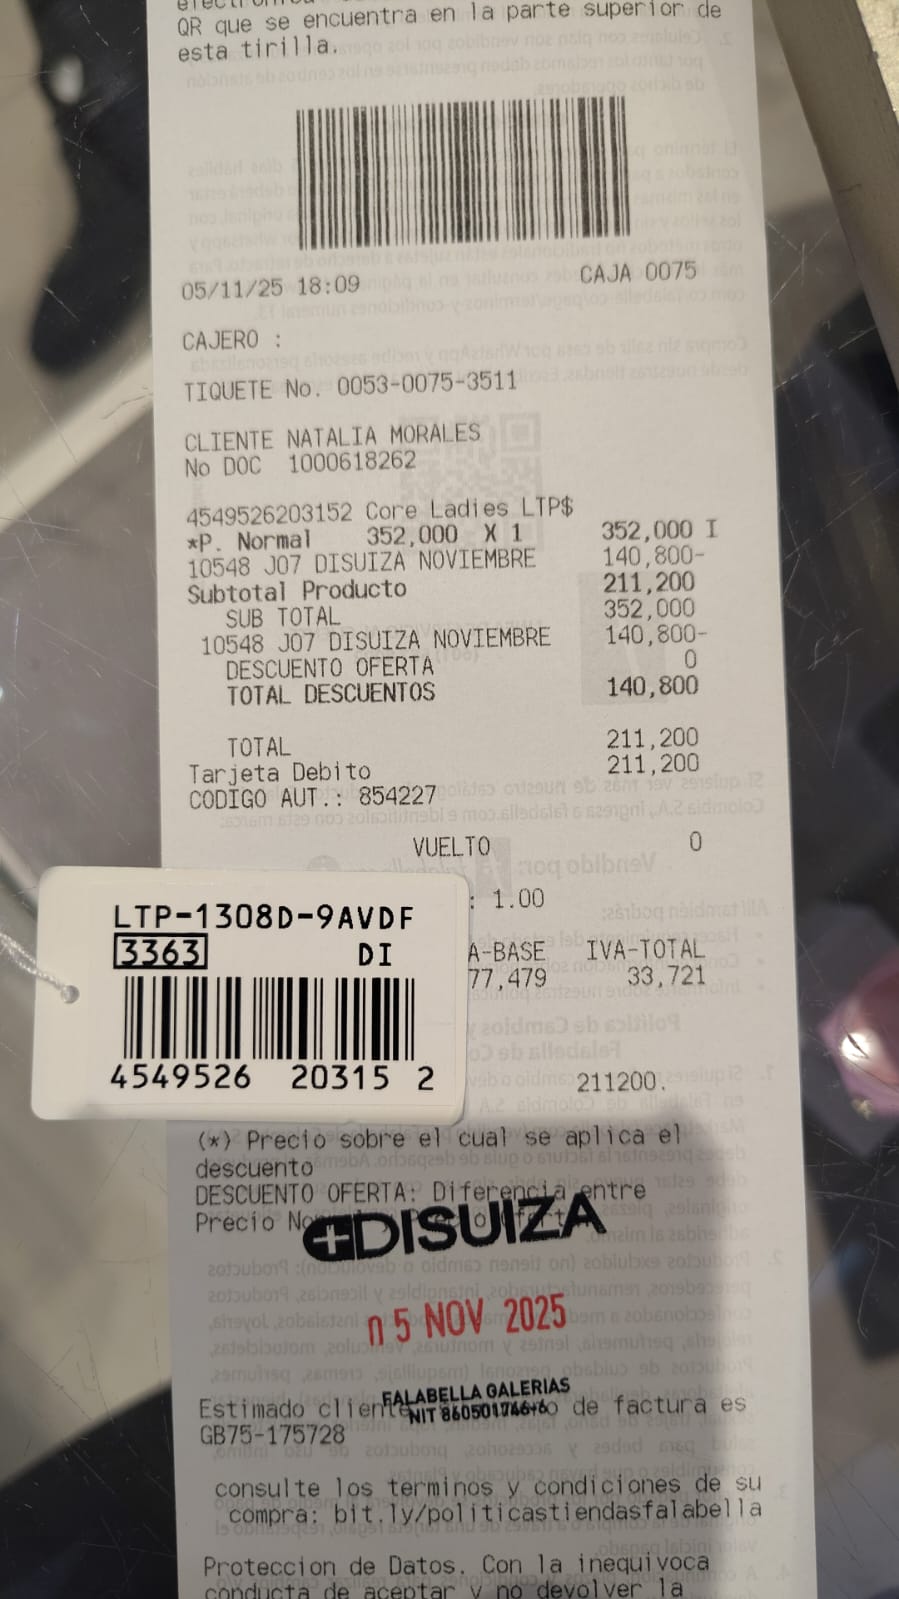 QR que se encuentra en la parte superior de
esta tirilla.
05/11/25 18:09 CAJA 0075
CAJERO :
TIQUETE No. 0053-0075-3511
CLIENTE NATALIA MORALES
No DOC 1000618262
4549526203152 Core Ladies LTP$
*P. Normal 352,000 X 1 352,000 I
10548 J07 DISUIZA NOVIEMBRE 140,800-
Subtotal Producto 211,200
SUB TOTAL 352,000
10548 J07 DISUIZA NOVIEMBRE 140,800-
DESCUENTO OFERTA 0
TOTAL DESCUENTOS 140,800
TOTAL 211,200
Tarjeta Debito 211,200
CODIGO AUT.: 854227
VUELTO 0
: 1.00
A-BASE IVA-TOTAL
77,479 33,721
211200.
LTP-1308D-9AVDF
3363 DI
4549526 20315 2
(*) Precio sobre el cual se aplica el
descuento
DESCUENTO OFERTA: Diferencia entre
Precio
DISUIZA
5 NOV 2025
FALABELLA GALERIAS
NIT
Estimado de factura es
GB75-175728
consulte los terminos y condiciones de su
compra: bit.ly/politicastiendasfalabella
Proteccion de Datos. Con la inequivoca
conducta de aceptar y no devolver la